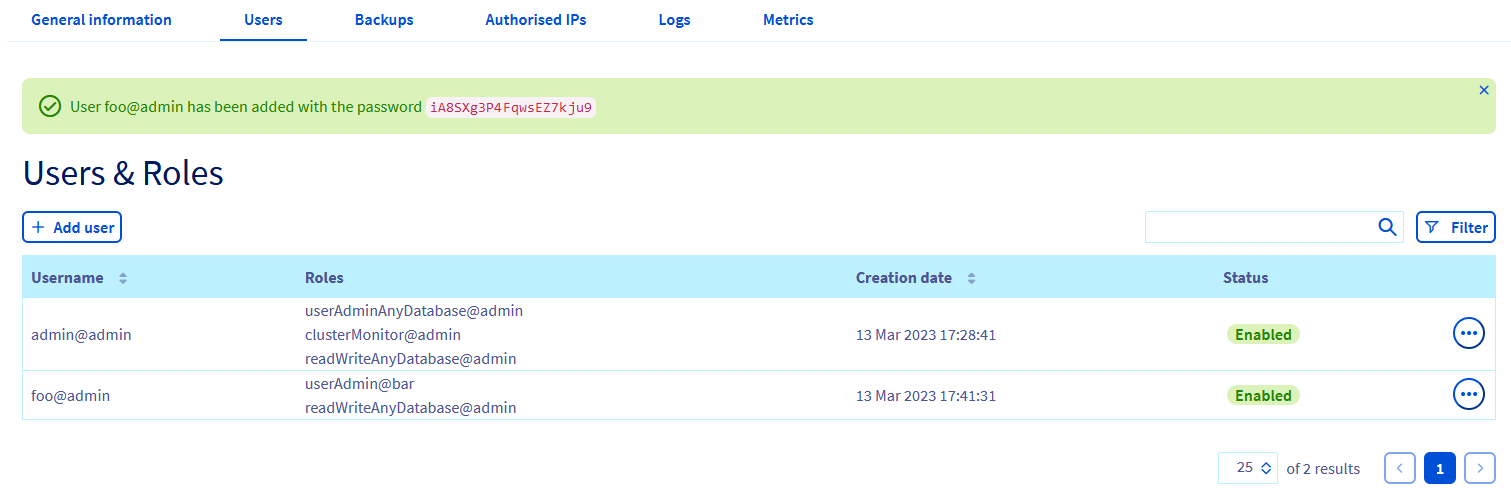 General information Users Backups Authorised IPs Logs Metrics
User foo@admin has been added with the password iA8SXg3P4FqwsEZ7kju9
Users & Roles
+ Add user Filter
Username Roles Creation date Status
userAdminAnyDatabase@admin
admin@admin clusterMonitor@admin 13 Mar 2023 17:28:41 Enabled
readWriteAnyDatabase@admin
userAdmin@bar
foo@admin 13 Mar 2023 17:41:31 Enabled
readWriteAnyDatabase@admin
25 of 2 results 1